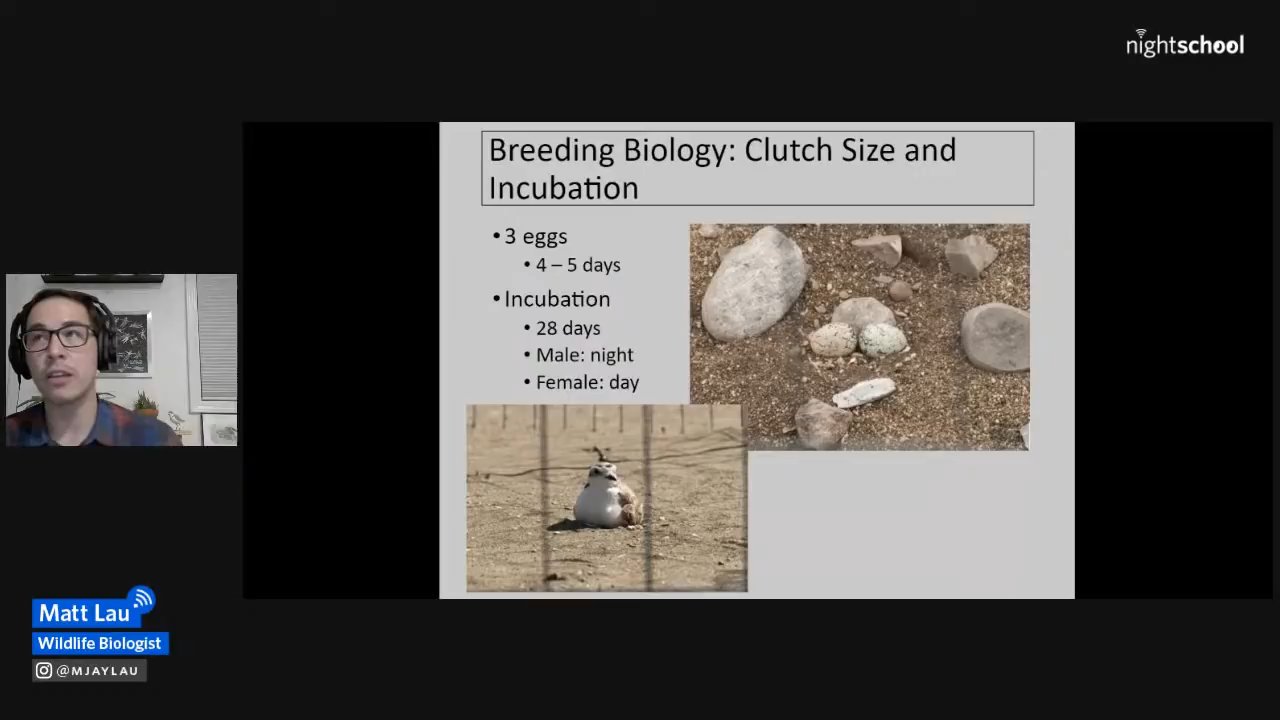 nightschool
Breeding Biology: Clutch Size and
Incubation
• 3 eggs
• 4 – 5 days
• Incubation
• 28 days
• Male: night
• Female: day
Matt Lau
Wildlife Biologist
@MJAYLAU